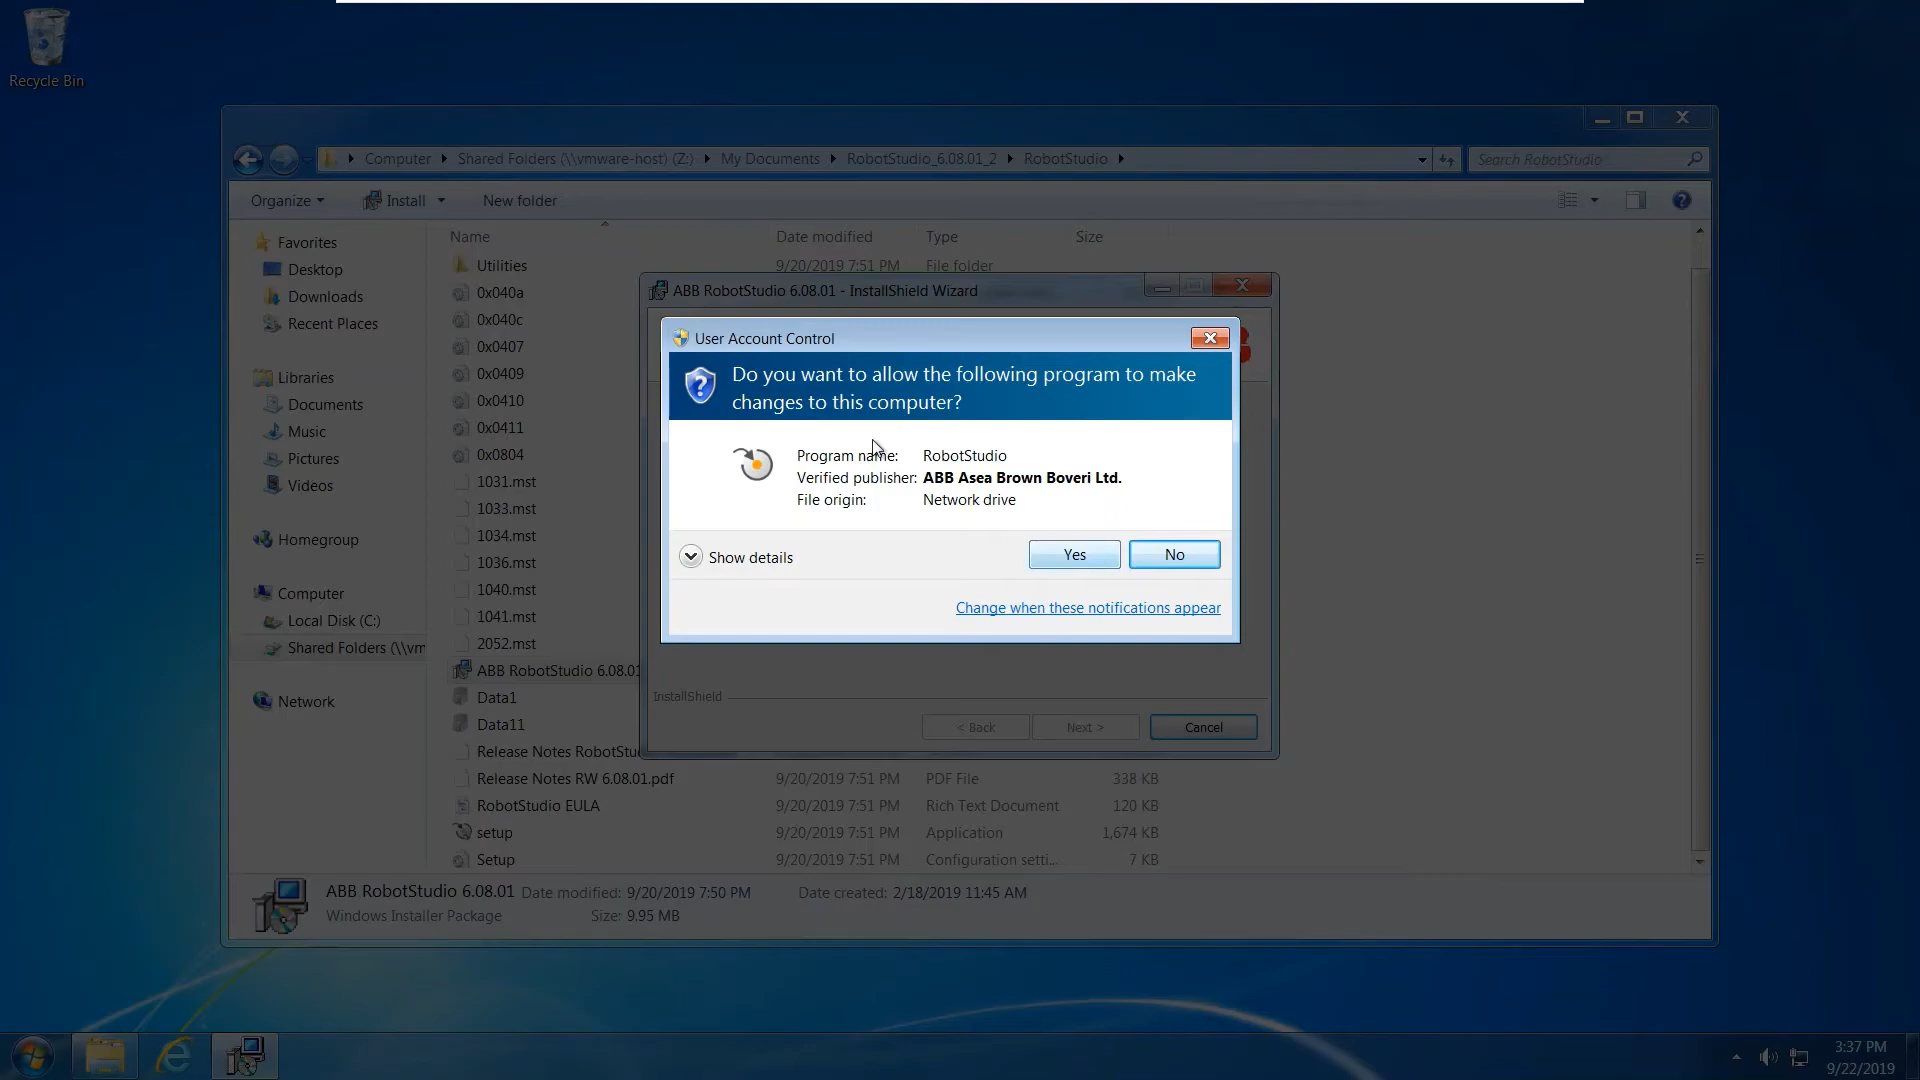 Recycle Bin
Computer
Shared Folders (\\vmware-host) (Z:)
My Documents
RobotStudio_6.08.01_2
RobotStudio
Search RobotStudio
Organize
Install
New folder
Favorites
Desktop
Downloads
Recent Places
Libraries
Documents
Music
Pictures
Videos
Homegroup
Computer
Local Disk (C:)
Shared Folders (\\vm
Network
Name
Date modified
Type
Size
Utilities
9/20/2019 7:51 PM
File folder
0x040a
0x040c
0x0407
0x0409
0x0410
0x0411
0x0804
1031.mst
1033.mst
1034.mst
1036.mst
1040.mst
1041.mst
2052.mst
ABB RobotStudio 6.08.01
Data1
Data11
Release Notes RobotStu
Release Notes RW 6.08.01.pdf 9/20/2019 7:51 PM PDF File 338 KB
RobotStudio EULA 9/20/2019 7:51 PM Rich Text Document 120 KB
setup 9/20/2019 7:51 PM Application 1,674 KB
Setup 9/20/2019 7:51 PM Configuration setti... 7 KB
ABB RobotStudio 6.08.01 - InstallShield Wizard
User Account Control
Do you want to allow the following program to make
changes to this computer?
Program name: RobotStudio
Verified publisher: ABB Asea Brown Boveri Ltd.
File origin: Network drive
Show details
Yes
No
Change when these notifications appear
InstallShield
< Back
Next >
Cancel
ABB RobotStudio 6.08.01 Date modified: 9/20/2019 7:50 PM Date created: 2/18/2019 11:45 AM
Windows Installer Package Size: 9.95 MB
3:37 PM
9/22/2019